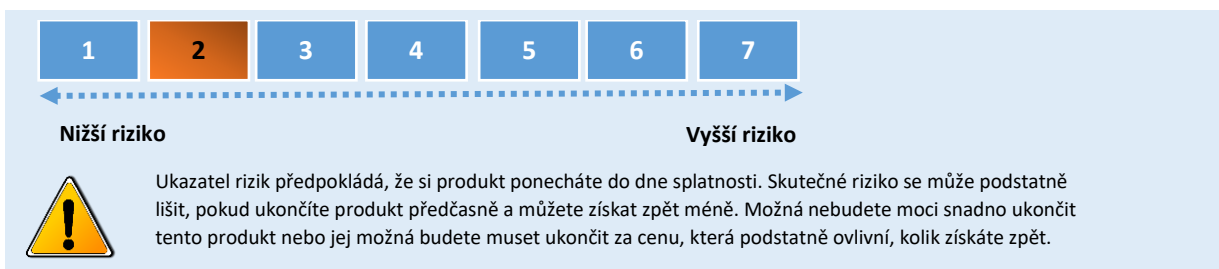 1 2 3 4 5 6 7
Nižší riziko Vyšší riziko
Ukazatel rizik předpokládá, že si produkt ponecháte do dne splatnosti. Skutečné riziko se může podstatně
lišit, pokud ukončíte produkt předčasně a můžete získat zpět méně. Možná nebudete moci snadno ukončit
tento produkt nebo jej možná budete muset ukončit za cenu, která podstatně ovlivní, kolik získáte zpět.